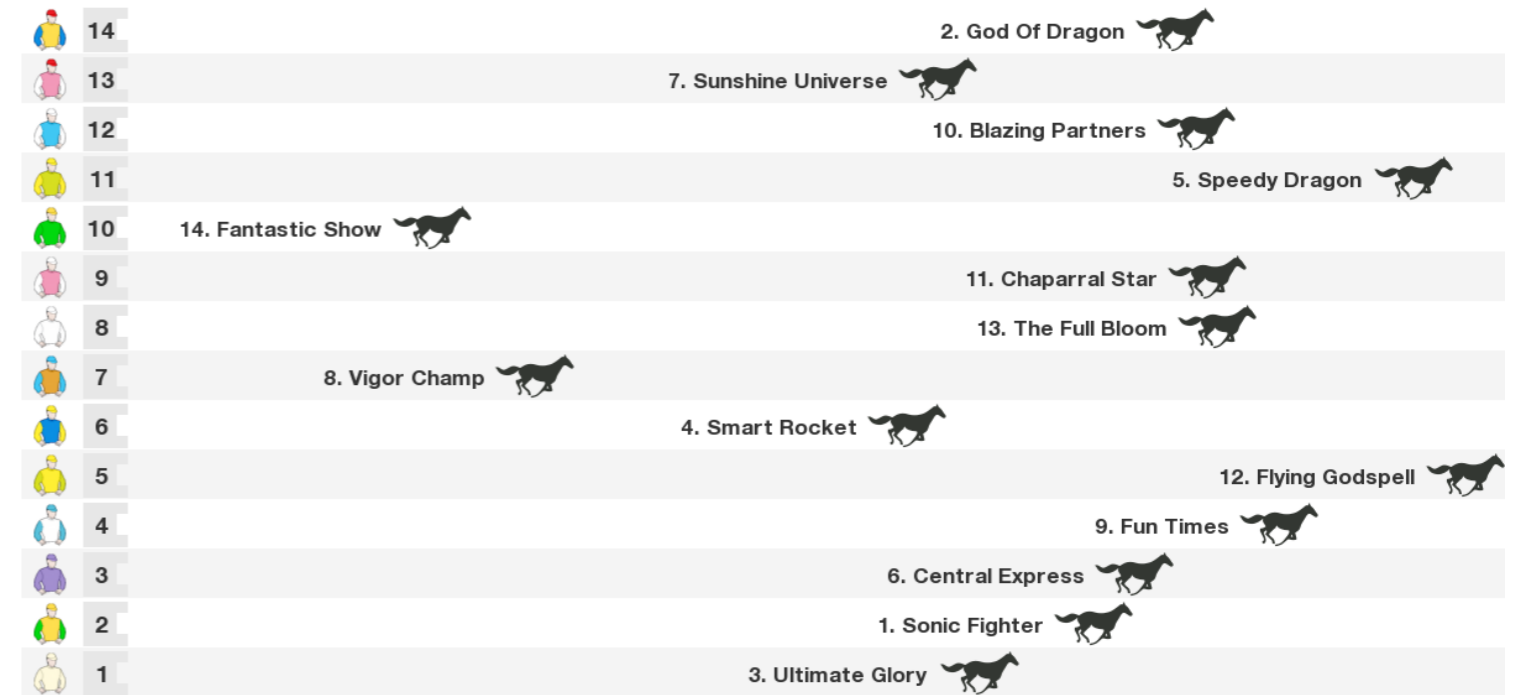 14 2. God Of Dragon
13 7. Sunshine Universe
12 10. Blazing Partners
11 5. Speedy Dragon
10 14. Fantastic Show
9 11. Chaparral Star
8 13. The Full Bloom
7 8. Vigor Champ
6 4. Smart Rocket
5 12. Flying Godspell
4 9. Fun Times
3 6. Central Express
2 1. Sonic Fighter
1 3. Ultimate Glory